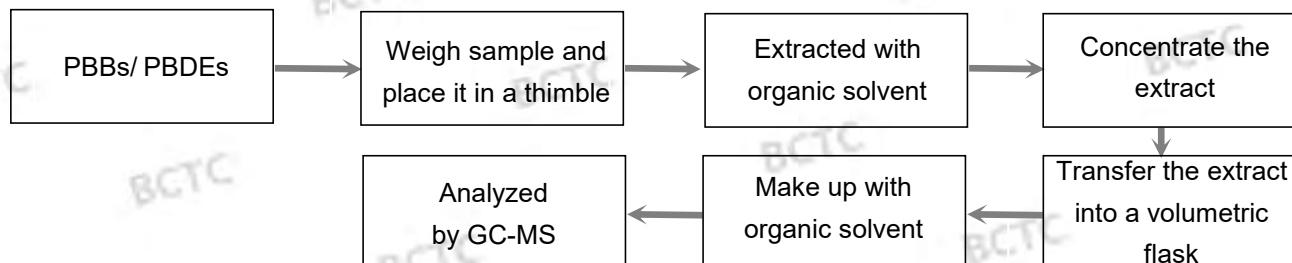 PBBs/ PBDEs
Weigh sample and
place it in a thimble
Extracted with
organic solvent
Concentrate the
extract
Transfer the extract
into a volumetric
flask
Make up with
organic solvent
Analyzed
by GC-MS
BCTC
BCTC
BCTC
BCTC
BCTC
BCTC